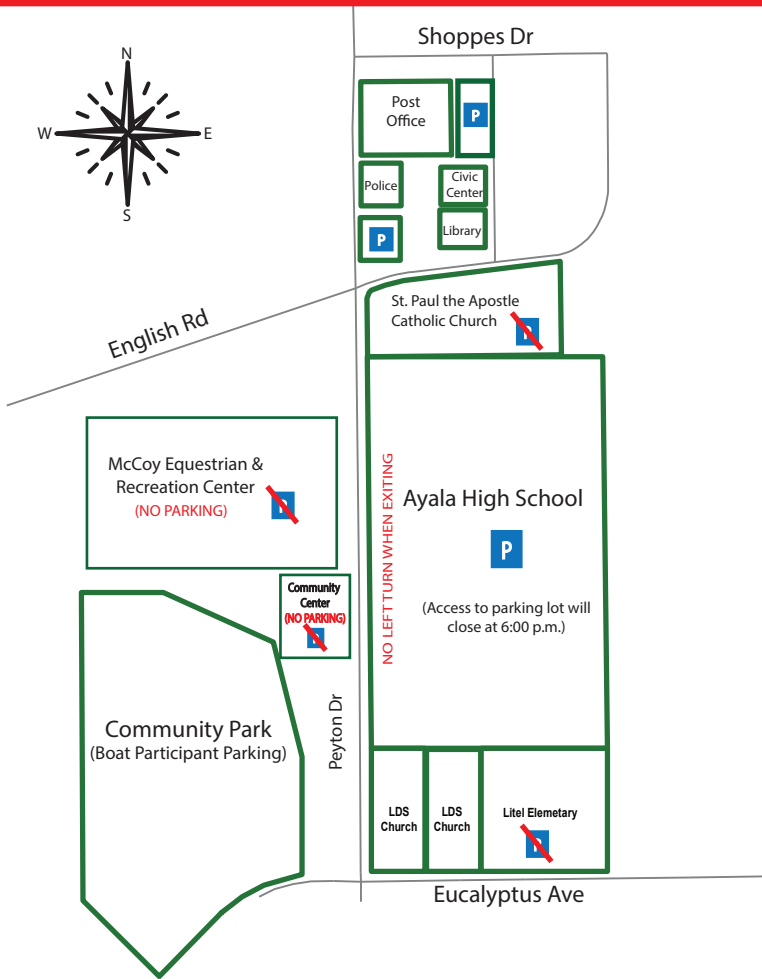 Shoppes Dr
N
W
E
S
Post
Office
P
Police
Civic
Center
P
Library
English Rd
St. Paul the Apostle
Catholic Church
P
McCoy Equestrian &
Recreation Center
(NO PARKING)
P
NO LEFT TURN WHEN EXITING
Ayala High School
P
(Access to parking lot will
close at 6:00 p.m.)
Community
Center
(NO PARKING)
P
Community Park
(Boat Participant Parking)
Peyton Dr
LDS
Church
LDS
Church
Litel Elemetary
P
Eucalyptus Ave